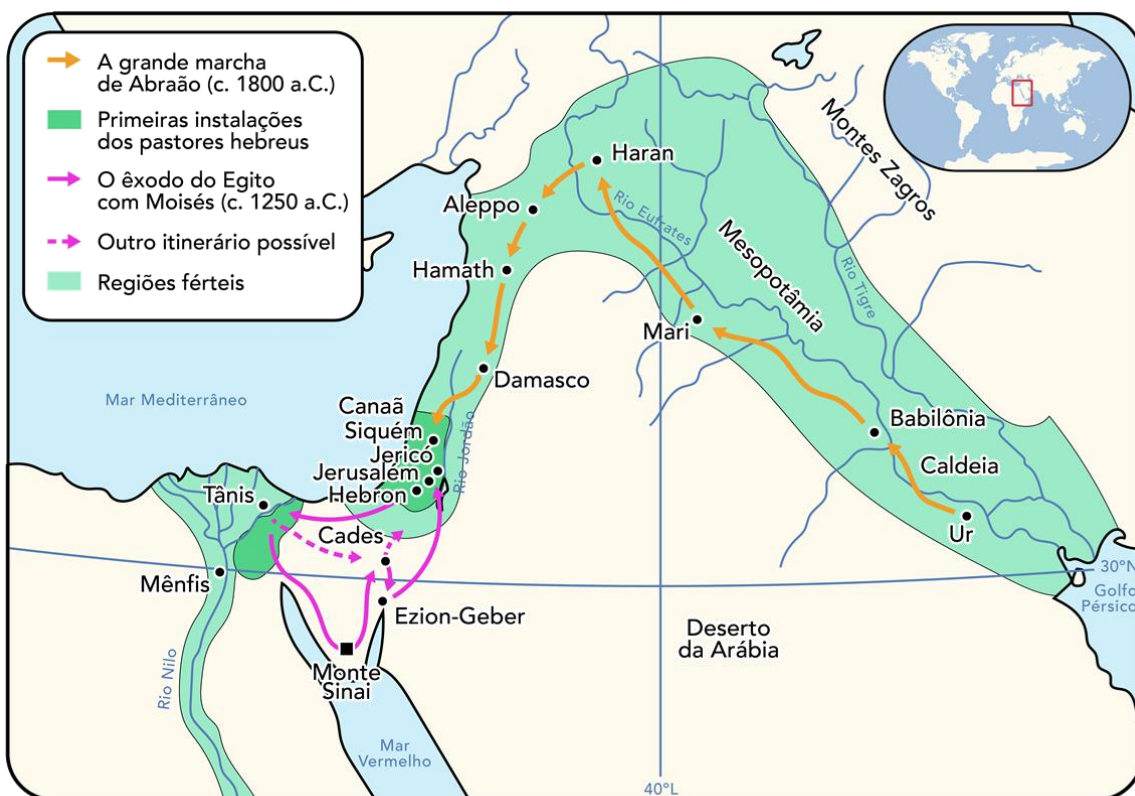 A grande marcha
de Abraão (c. 1800 a.C.)
Primeiras instalações
dos pastores hebreus
O êxodo do Egito
com Moisés (c. 1250 a.C.)
Outro itinerário possível
Regiões férteis
Montes Zagros
Haran
Aleppo
Rio Eufrates
Hamath
Mesopotâmia
Rio Tigre
Mari
Damasco
Mar Mediterrâneo
Canaã
Siquém
Jericó
Jerusalém
Hebron
Rio Jordão
Babilônia
Caldeia
Ur
Tânis
Cades
Mênfis
30°N
Golfo
Pérsico
Ezion-Geber
Deserto
da Arábia
Monte
Sinai
Rio Nilo
Mar
Vermelho
40°L